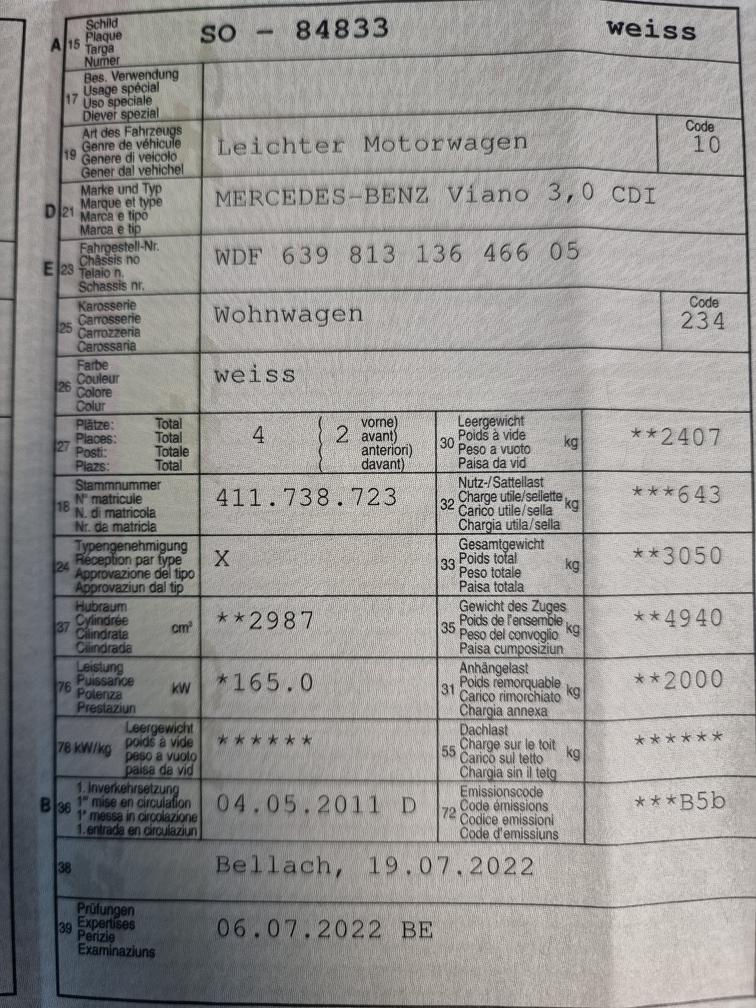 A 15 Schild SO - 84833 weiss
Plaque
Targa
Numer
17 Bes. Verwendung
Usage spécial
Uso speciale
Diever spezial
19 Art des Fahrzeugs Leichter Motorwagen Code
Genre de véhicule 10
Genere di veicolo
Gener dal vehichel
D 21 Marke und Typ MERCEDES-BENZ Viano 3,0 CDI
Marque et type
Marca e tipo
Marca e tip
E 23 Fahrgestell-Nr. WDF 639 813 136 466 05
Châssis no
Telaio n.
Schassis nr.
25 Karosserie Wohnwagen Code
Carrosserie 234
Carrozzeria
Carossaria
26 Farbe weiss
Couleur
Colore
Colur
27 Plätze: Total 4 ( 2 vorne)
Places: Total ( avant)
Posti: Totale ( anteriori)
Plazs: Total ( davant)
30 Leergewicht kg **2407
Poids à vide
Peso a vuoto
Paisa da vid
18 Stammnummer 411.738.723
N° matricule
N. di matricola
Nr. da matricla
32 Nutz-/Sattellast kg ***643
Charge utile/sellette
Carico utile/sella
Chargia utila/sella
24 Typengenehmigung X
Réception par type
Approvazione del tipo
Approvaziun dal tip
33 Gesamtgewicht kg **3050
Poids total
Peso totale
Paisa totala
37 Hubraum cm³ **2987
Cylindrée
Cilindrata
Cilindrada
35 Gewicht des Zuges kg **4940
Poids de l'ensemble
Peso del convoglio
Paisa cumposiziun
76 Leistung kW *165.0
Puissance
Potenza
Prestaziun
31 Anhängelast kg **2000
Poids remorquable
Carico rimorchiato
Chargia annexa
78 kW/kg Leergewicht ******
poids à vide
peso a vuoto
paisa da vid
55 Dachlast kg ******
Charge sur le toit
Carico sul tetto
Chargia sin il tetg
B 36 1. Inverkehrsetzung 04.05.2011 D
1re mise en circulation
1a messa in circolazione
1. entrada en circulaziun
72 Emissionscode ***B5b
Code émissions
Codice emissioni
Code d'emissiuns
38 Bellach, 19.07.2022
39 Prüfungen 06.07.2022 BE
Expertises
Perizie
Examinaziuns